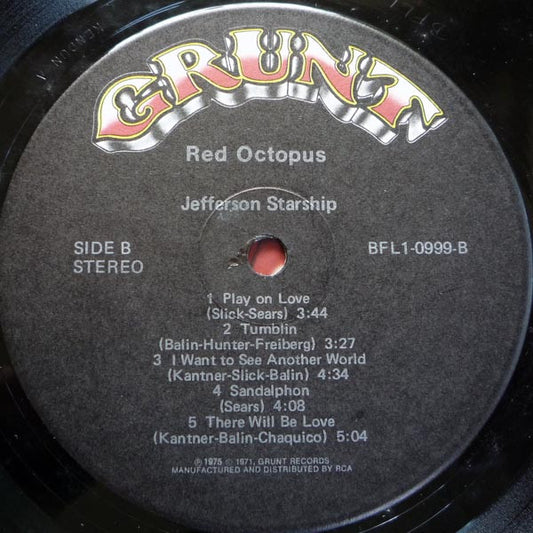 GRUNT
Red Octopus
Jefferson Starship
SIDE B
STEREO
BFL1-0999-B
1 Play on Love
(Slick-Sears) 3:44
2 Tumblin
(Balin-Hunter-Freiberg) 3:27
3 I Want to See Another World
(Kantner-Slick-Balin) 4:34
4 Sandalphon
(Sears) 4:08
5 There Will Be Love
(Kantner-Balin-Chaquico) 5:04
℗ 1975 © 1971, GRUNT RECORDS
MANUFACTURED AND DISTRIBUTED BY RCA